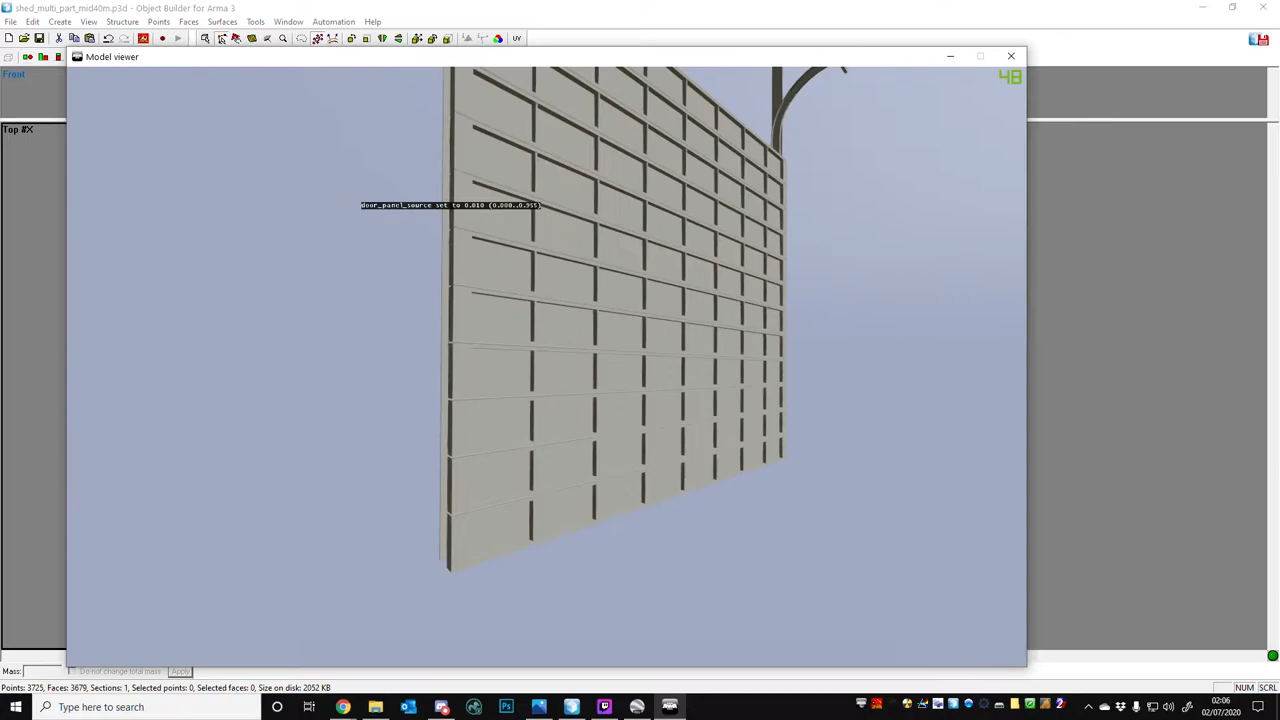 shed_multi_part_mid40m.p3d - Object Builder for Arma 3
File Edit Create View Structure Points Faces Surfaces Tools Window Automation Help
UV
Model viewer
Front
48
Top #X
door_panel_source set to 0.010 (0.000..0.955)
Mass: Do not change total mass Apply
Points: 3725, Faces: 3679, Sections: 1, Selected points: 0, Selected faces: 0, Size on disk: 2052 KB
NUM SCRL
Type here to search
Ps
02:06
02/07/2020